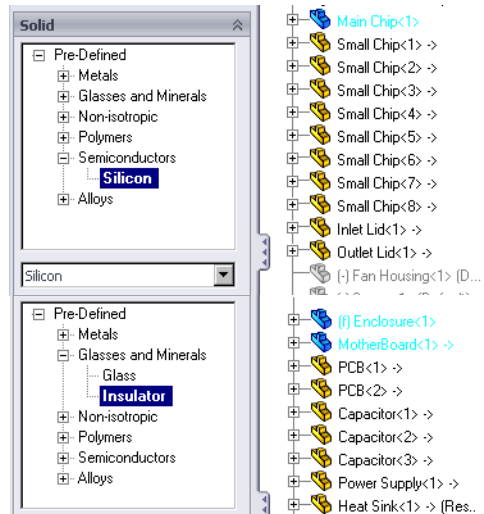 Solid
Pre-Defined
Metals
Glasses and Minerals
Non-isotropic
Polymers
Semiconductors
Silicon
Alloys
Silicon
Pre-Defined
Metals
Glasses and Minerals
Glass
Insulator
Non-isotropic
Polymers
Semiconductors
Alloys
Main Chip<1>
Small Chip<1> ->
Small Chip<2> ->
Small Chip<3> ->
Small Chip<4> ->
Small Chip<5> ->
Small Chip<6> ->
Small Chip<7> ->
Small Chip<8> ->
Inlet Lid<1> ->
Outlet Lid<1> ->
(-) Fan Housing<1> (D...
(f) Enclosure<1>
MotherBoard<1> ->
PCB<1> ->
PCB<2> ->
Capacitor<1> ->
Capacitor<2> ->
Capacitor<3> ->
Power Supply<1> ->
Heat Sink<1> -> (Res..